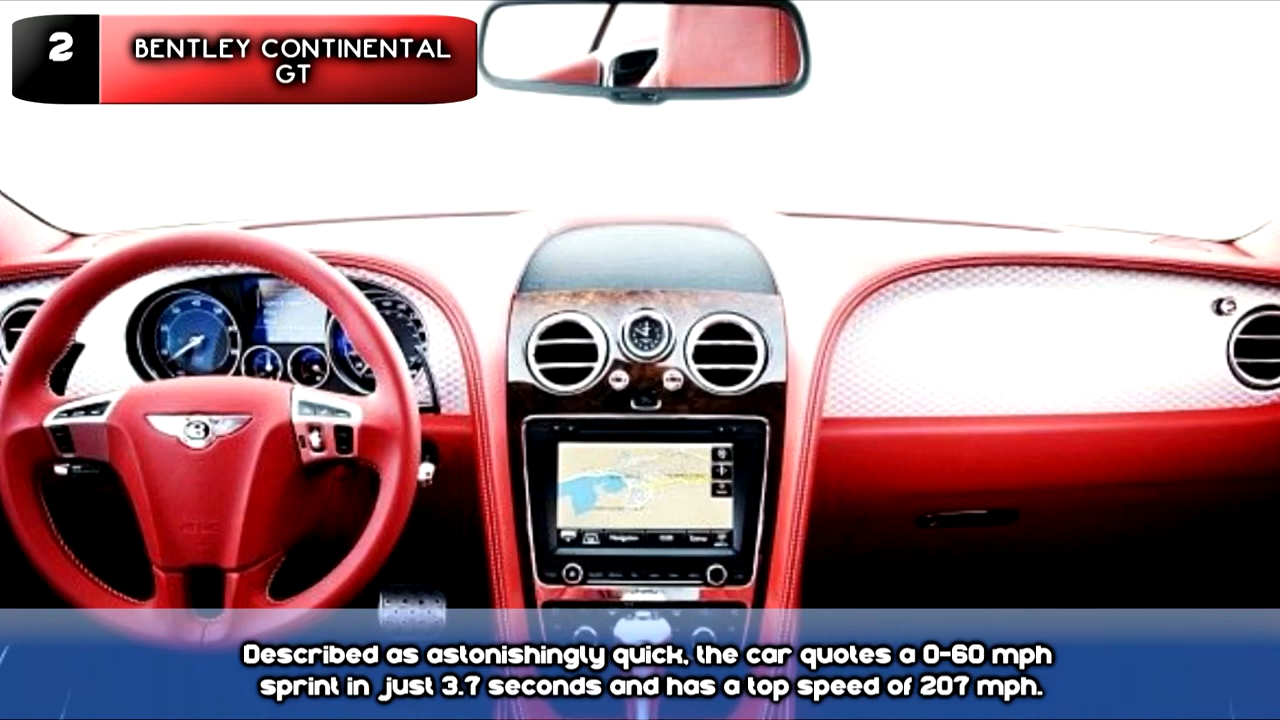 2
BENTLEY CONTINENTAL
GT
B
Described as astonishingly quick, the car quotes a 0-60 mph
sprint in just 3.7 seconds and has a top speed of 207 mph.